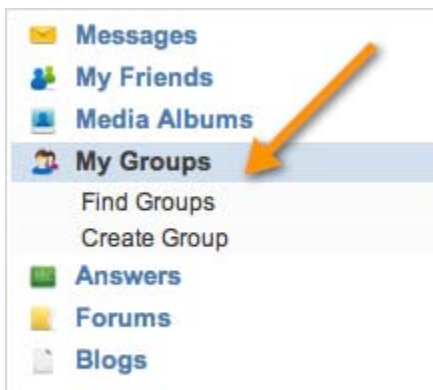 Messages
My Friends
Media Albums
My Groups
Find Groups
Create Group
Answers
Forums
Blogs